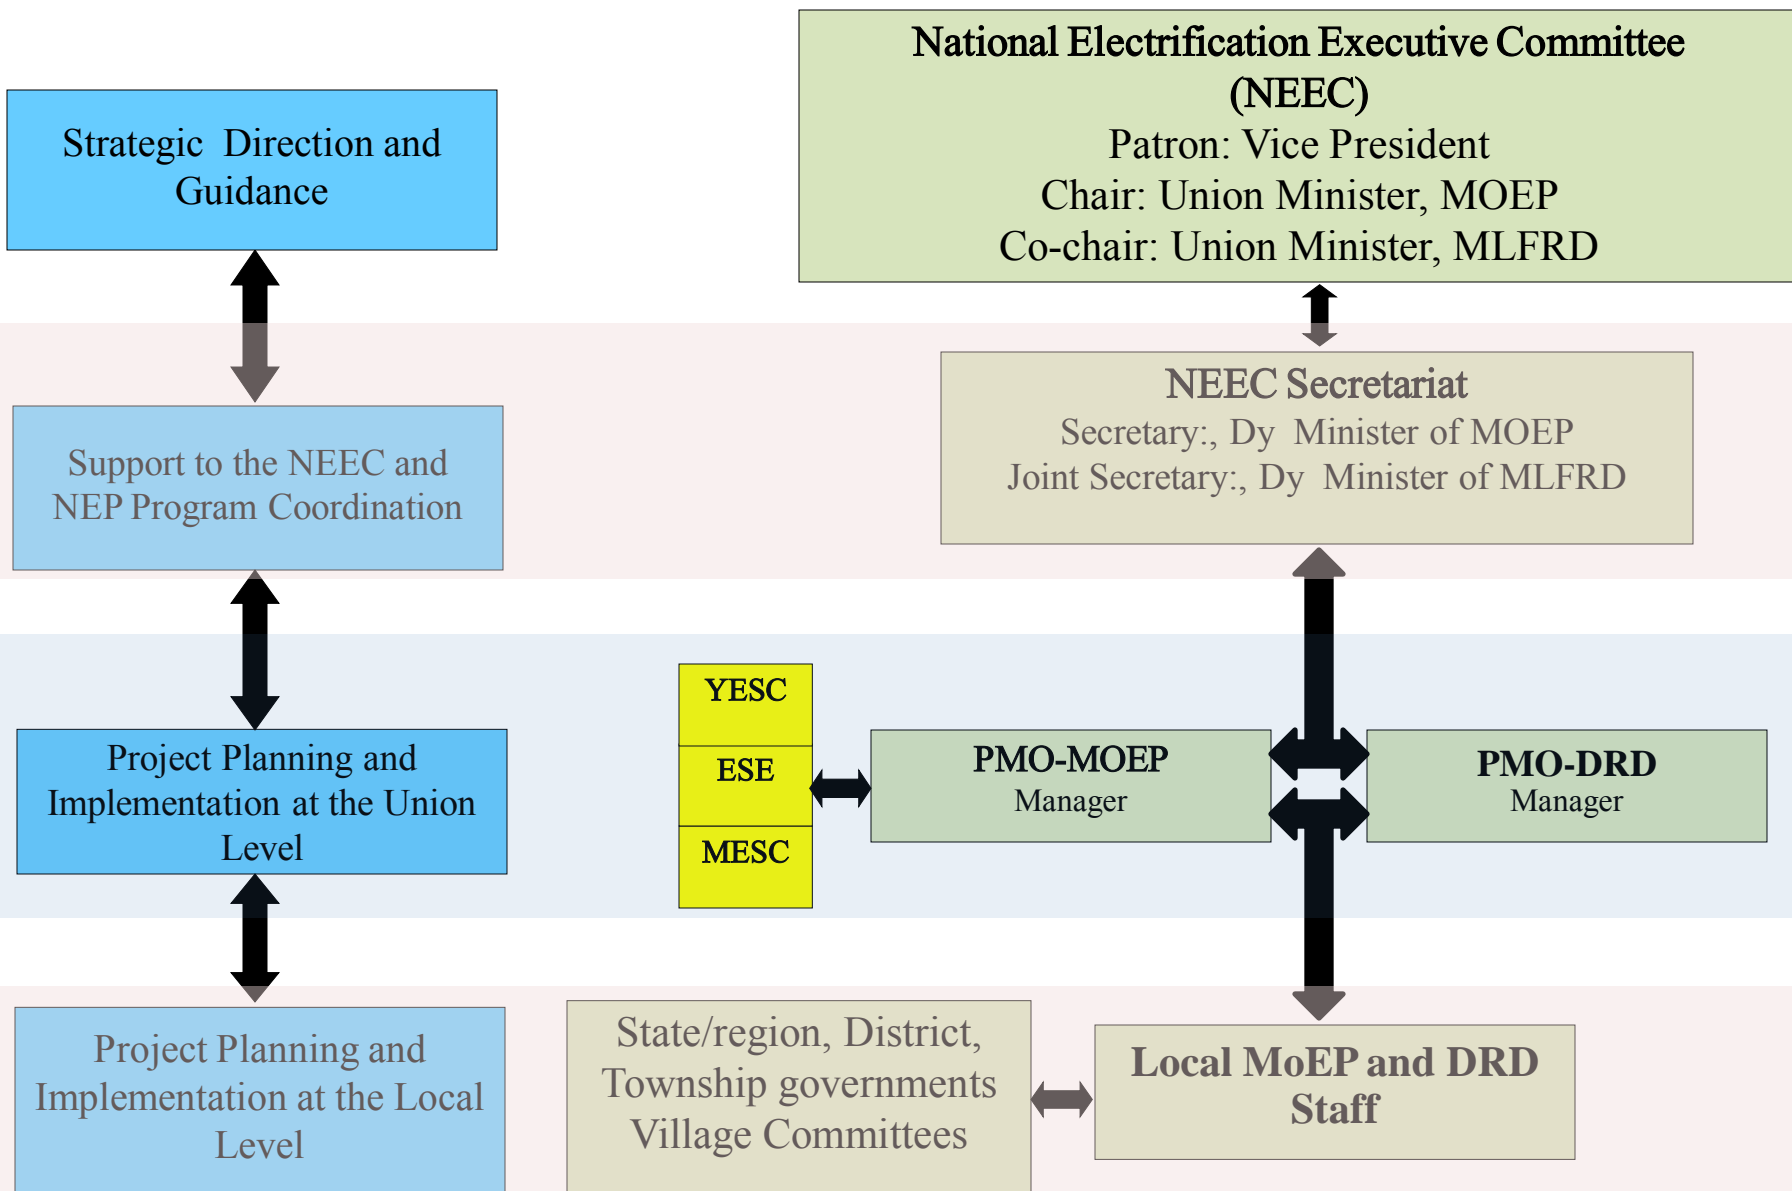 National Electrification Executive Committee
(NEEC)
Patron: Vice President
Chair: Union Minister, MOEP
Co-chair: Union Minister, MLFRD
Strategic Direction and
Guidance
NEEC Secretariat
Secretary:, Dy Minister of MOEP
Joint Secretary:, Dy Minister of MLFRD
Support to the NEEC and
NEP Program Coordination
YESC
ESE
MESC
PMO-MOEP
Manager
PMO-DRD
Manager
Project Planning and
Implementation at the Union
Level
State/region, District,
Township governments
Village Committees
Local MoEP and DRD
Staff
Project Planning and
Implementation at the Local
Level